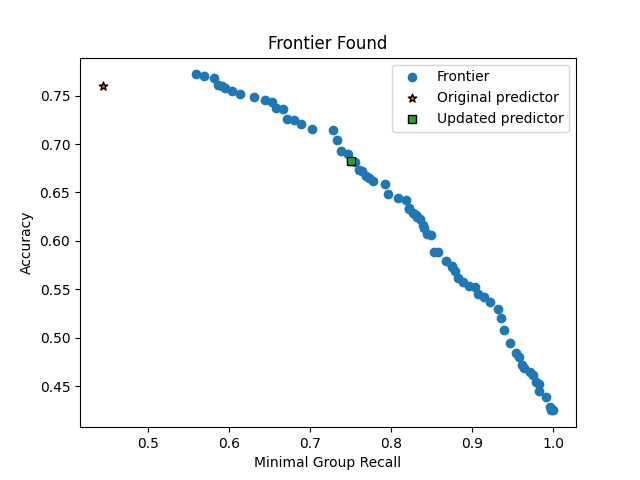 Frontier Found
Frontier
Original predictor
Updated predictor
Accuracy
0.75
0.70
0.65
0.60
0.55
0.50
0.45
0.5
0.6
0.7
0.8
0.9
1.0
Minimal Group Recall